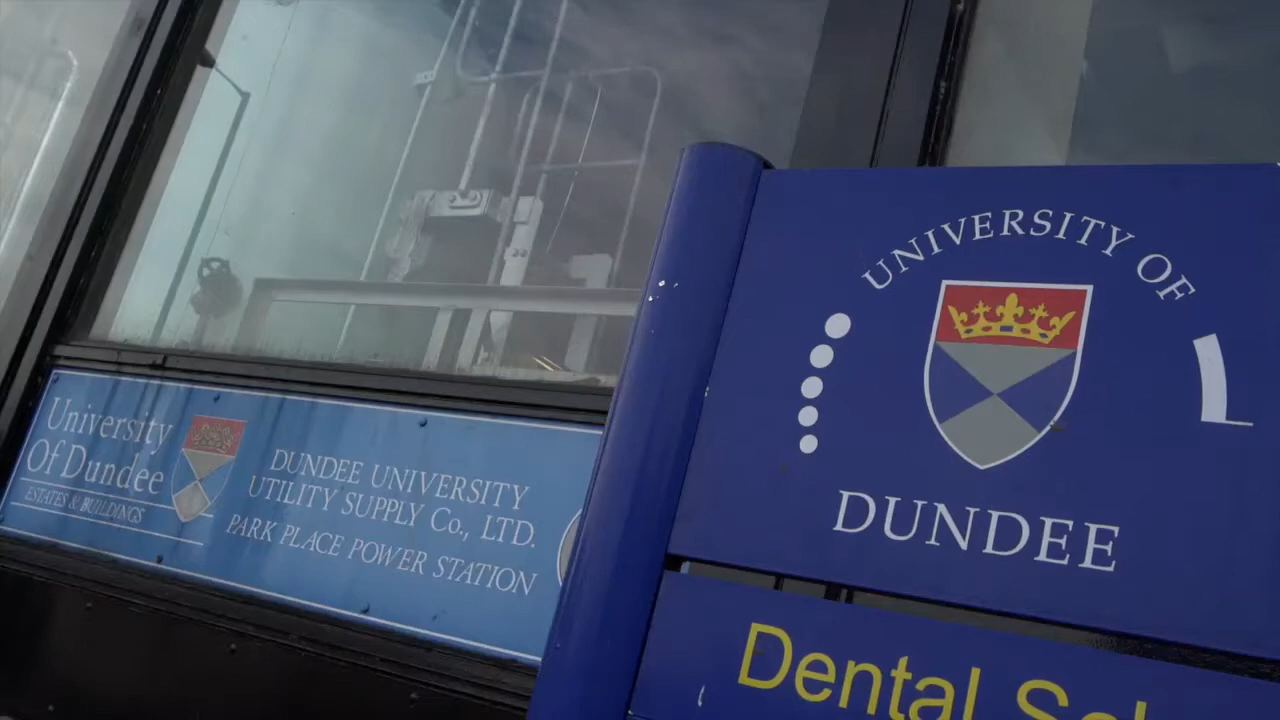 University
Of Dundee
ESTATES & BUILDINGS
DUNDEE UNIVERSITY
UTILITY SUPPLY Co., LTD.
PARK PLACE POWER STATION
UNIVERSITY OF
DUNDEE
Dental